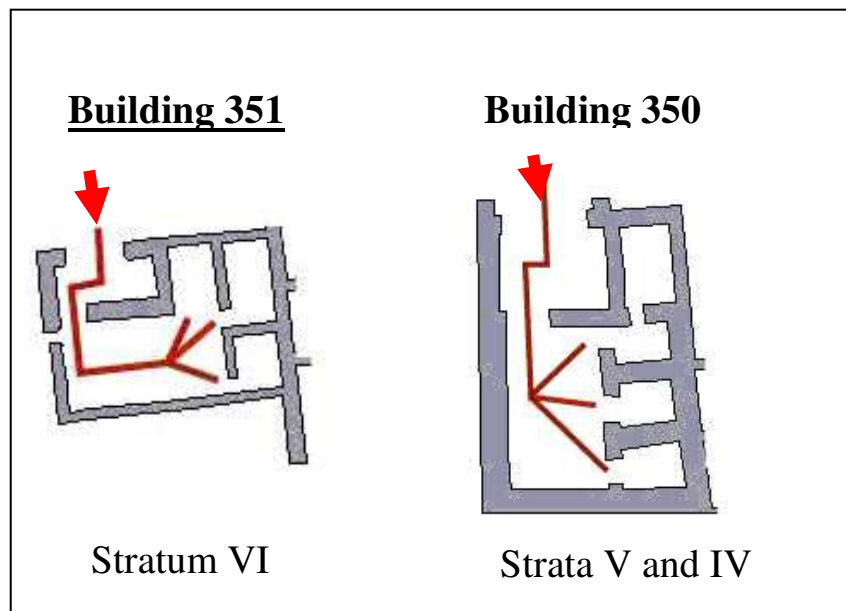 Building 351
Building 350
Stratum VI
Strata V and IV